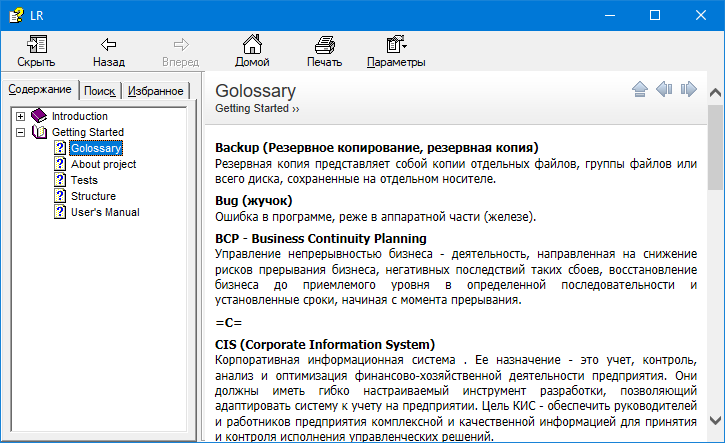 LR
Скрыть Назад Вперед Домой Печать Параметры
Содержание Поиск Избранное
Introduction
Getting Started
Golossary
About project
Tests
Structure
User's Manual
Golossary
Getting Started ››
Backup (Резервное копирование, резервная копия)
Резервная копия представляет собой копии отдельных файлов, группы файлов или
всего диска, сохраненные на отдельном носителе.
Bug (жучок)
Ошибка в программе, реже в аппаратной части (железе).
BCP - Business Continuity Planning
Управление непрерывностью бизнеса - деятельность, направленная на снижение
рисков прерывания бизнеса, негативных последствий таких сбоев, восстановление
бизнеса до приемлемого уровня в определенной последовательности и
установленные сроки, начиная с момента прерывания.
=C=
CIS (Corporate Information System)
Корпоративная информационная система . Ее назначение - это учет, контроль,
анализ и оптимизация финансово-хозяйственной деятельности предприятия. Они
должны иметь гибко настраиваемый инструмент разработки, позволяющий
адаптировать систему к учету на предприятии. Цель КИС - обеспечить руководителей
и работников предприятия комплексной и качественной информацией для принятия
и контроля исполнения управленческих решений.